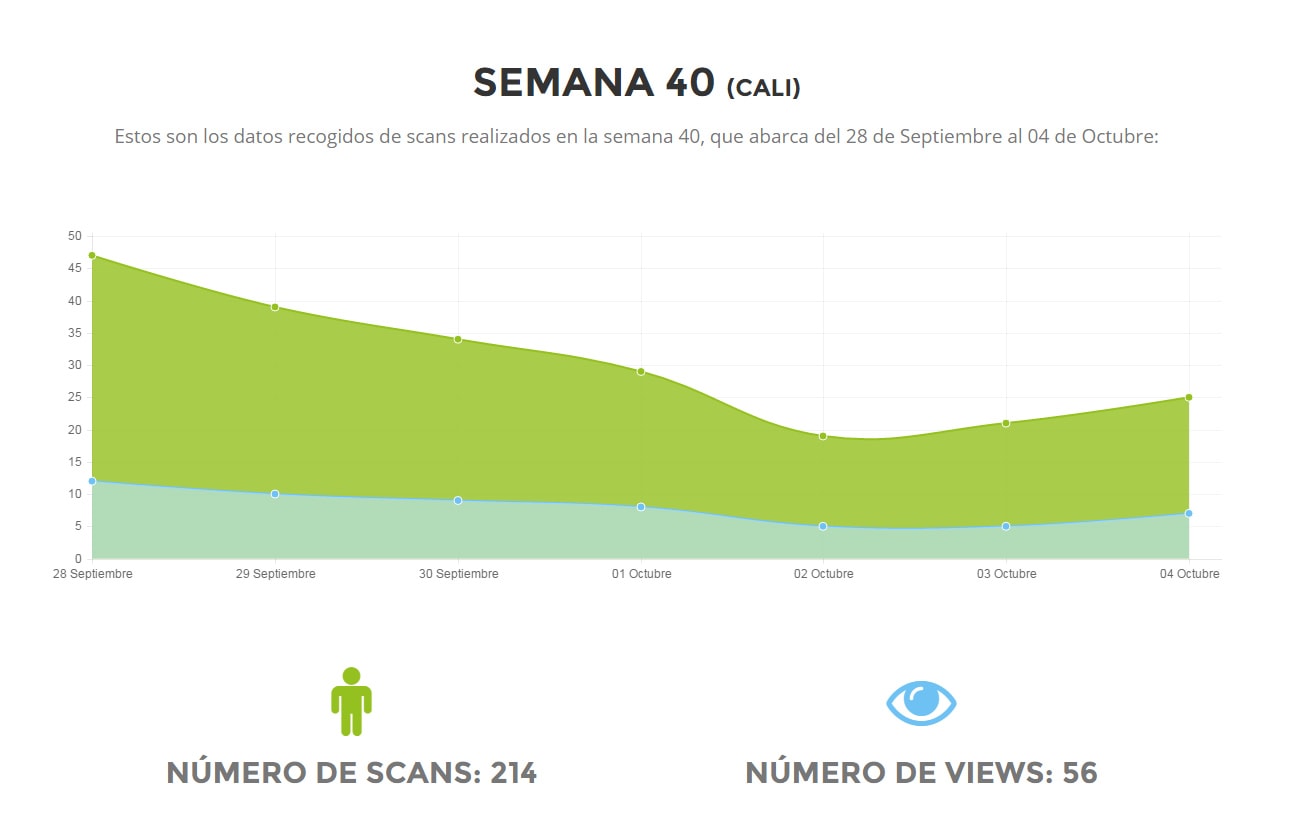 SEMANA 40 (CALI)
Estos son los datos recogidos de scans realizados en la semana 40, que abarca del 28 de Septiembre al 04 de Octubre:
50
45
40
35
30
25
20
15
10
5
0
28 Septiembre 29 Septiembre 30 Septiembre 01 Octubre 02 Octubre 03 Octubre 04 Octubre
NÚMERO DE SCANS: 214 NÚMERO DE VIEWS: 56